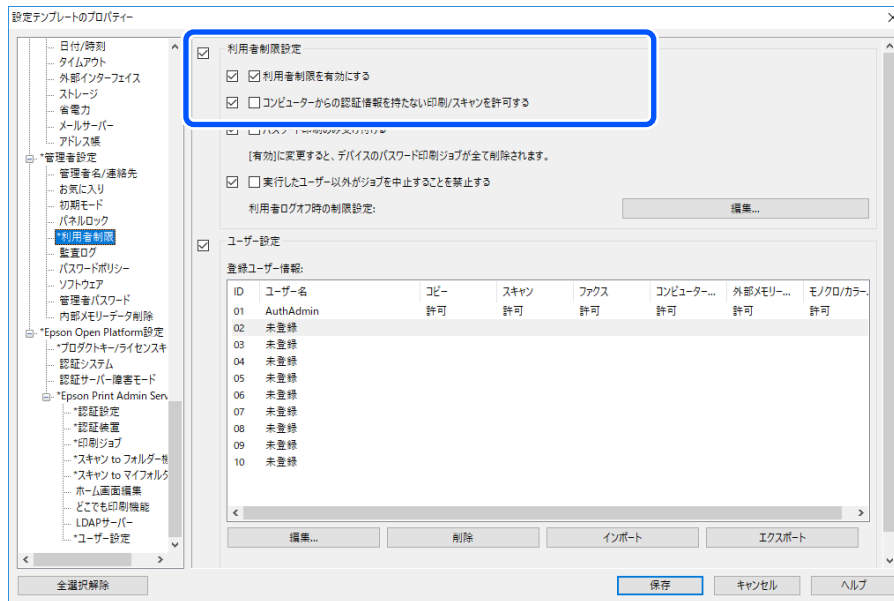 設定テンプレートのプロパティー
日付/時刻
タイムアウト
外部インターフェイス
ストレージ
省電力
メールサーバー
アドレス帳
*管理者設定
管理者名/連絡先
お気に入り
初期モード
パネルロック
*利用者制限
監査ログ
パスワードポリシー
ソフトウェア
管理者パスワード
内部メモリーデータ削除
*Epson Open Platform設定
*プロダクトキー/ライセンスキ
認証システム
認証サーバー障害モード
*Epson Print Admin Serv
*認証設定
*認証装置
*印刷ジョブ
*スキャン to フォルダー機
*スキャン to マイフォルダ
ホーム画面編集
どこでも印刷機能
LDAPサーバー
*ユーザー設定
全選択解除
利用者制限設定
利用者制限を有効にする
コンピューターからの認証情報を持たない印刷/スキャンを許可する
パスワード印刷のみ受け付ける
[有効]に変更すると、デバイスのパスワード印刷ジョブが全て削除されます。
実行したユーザー以外がジョブを中止することを禁止する
利用者ログオフ時の制限設定: 編集...
ユーザー設定
登録ユーザー情報:
ID ユーザー名 コピー スキャン ファクス コンピューター... 外部メモリー... モノクロ/カラー...
01 AuthAdmin 許可 許可 許可 許可 許可 許可
02 未登録
03 未登録
04 未登録
05 未登録
06 未登録
07 未登録
08 未登録
09 未登録
10 未登録
編集... 削除 インポート エクスポート
保存 キャンセル ヘルプ